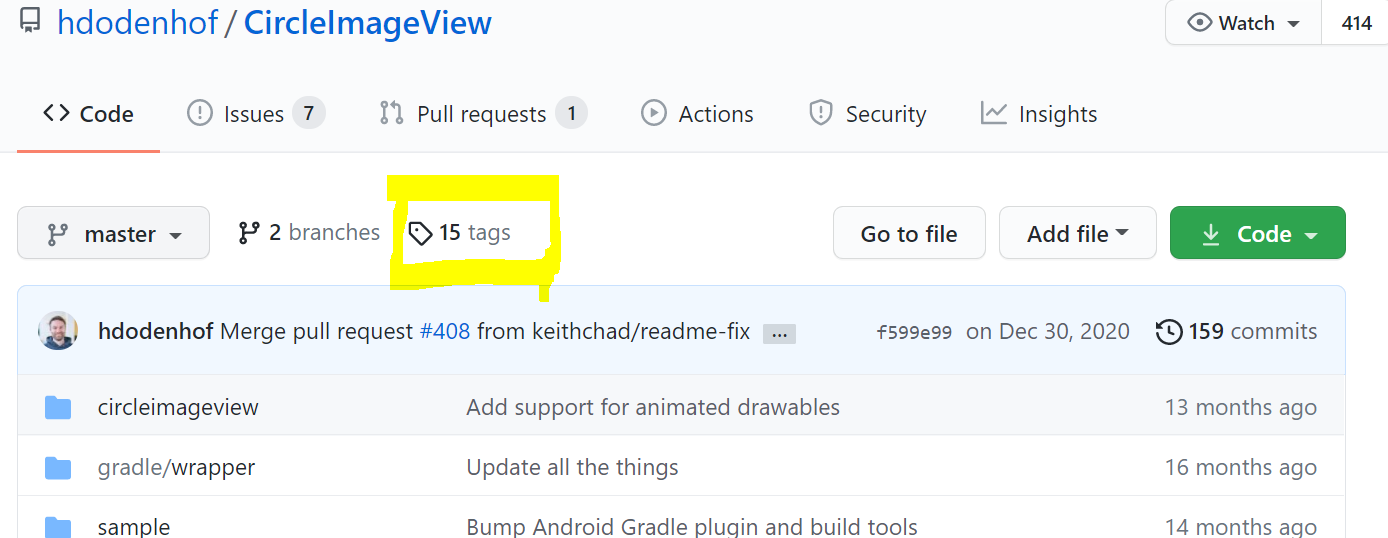 hdodenhof / CircleImageView Watch 414
Code Issues 7 Pull requests 1 Actions Security Insights
master 2 branches 15 tags Go to file Add file Code
hdodenhof Merge pull request #408 from keithchad/readme-fix ... f599e99 on Dec 30, 2020 159 commits
circleimageview Add support for animated drawables 13 months ago
gradle/wrapper Update all the things 16 months ago
sample Bump Android Gradle plugin and build tools 14 months ago